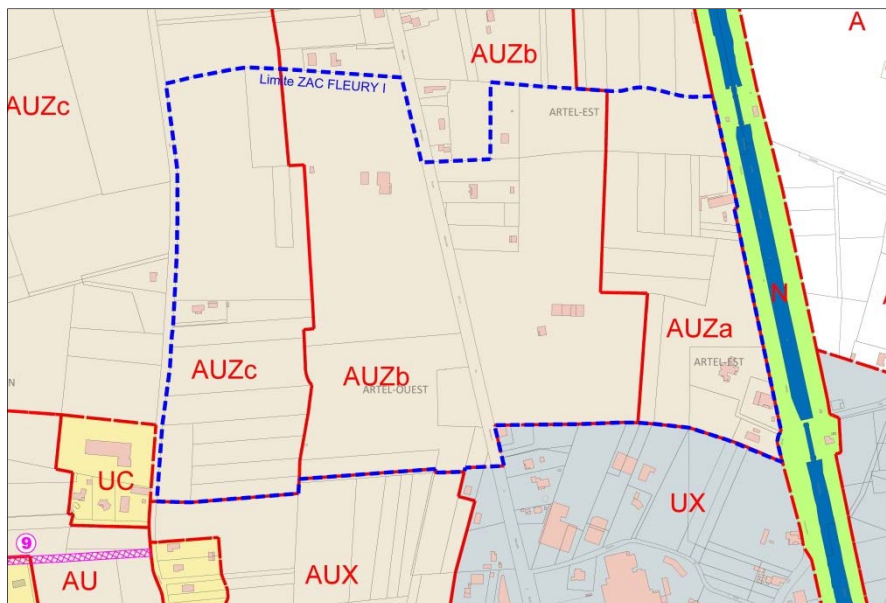 A
AUZb
Limite ZAC FLEURY I
AUZc
ARTEL-EST
N
A
AUZa
ARTEL-EST
AUZc
AUZb
ARTEL-OUEST
N
UC
UX
9
AU
AUX